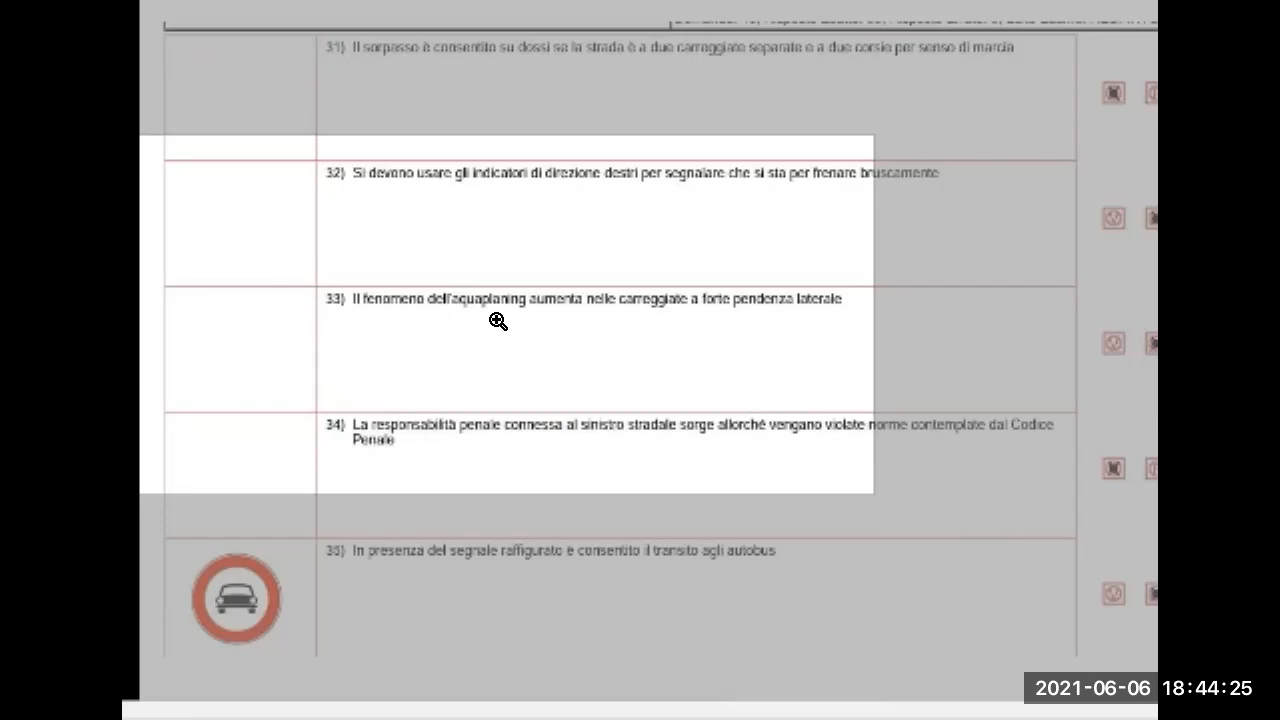 31) Il sorpasso è consentito su dossi se la strada è a due carreggiate separate e a due corsie per senso di marcia
32) Si devono usare gli indicatori di direzione destri per segnalare che si sta per frenare bruscamente
33) Il fenomeno dell'aquaplaning aumenta nelle carreggiate a forte pendenza laterale
34) La responsabilità penale connessa al sinistro stradale sorge allorché vengano violate norme contemplate dal Codice
Penale
35) In presenza del segnale raffigurato è consentito il transito agli autobus
2021-06-06 18:44:25